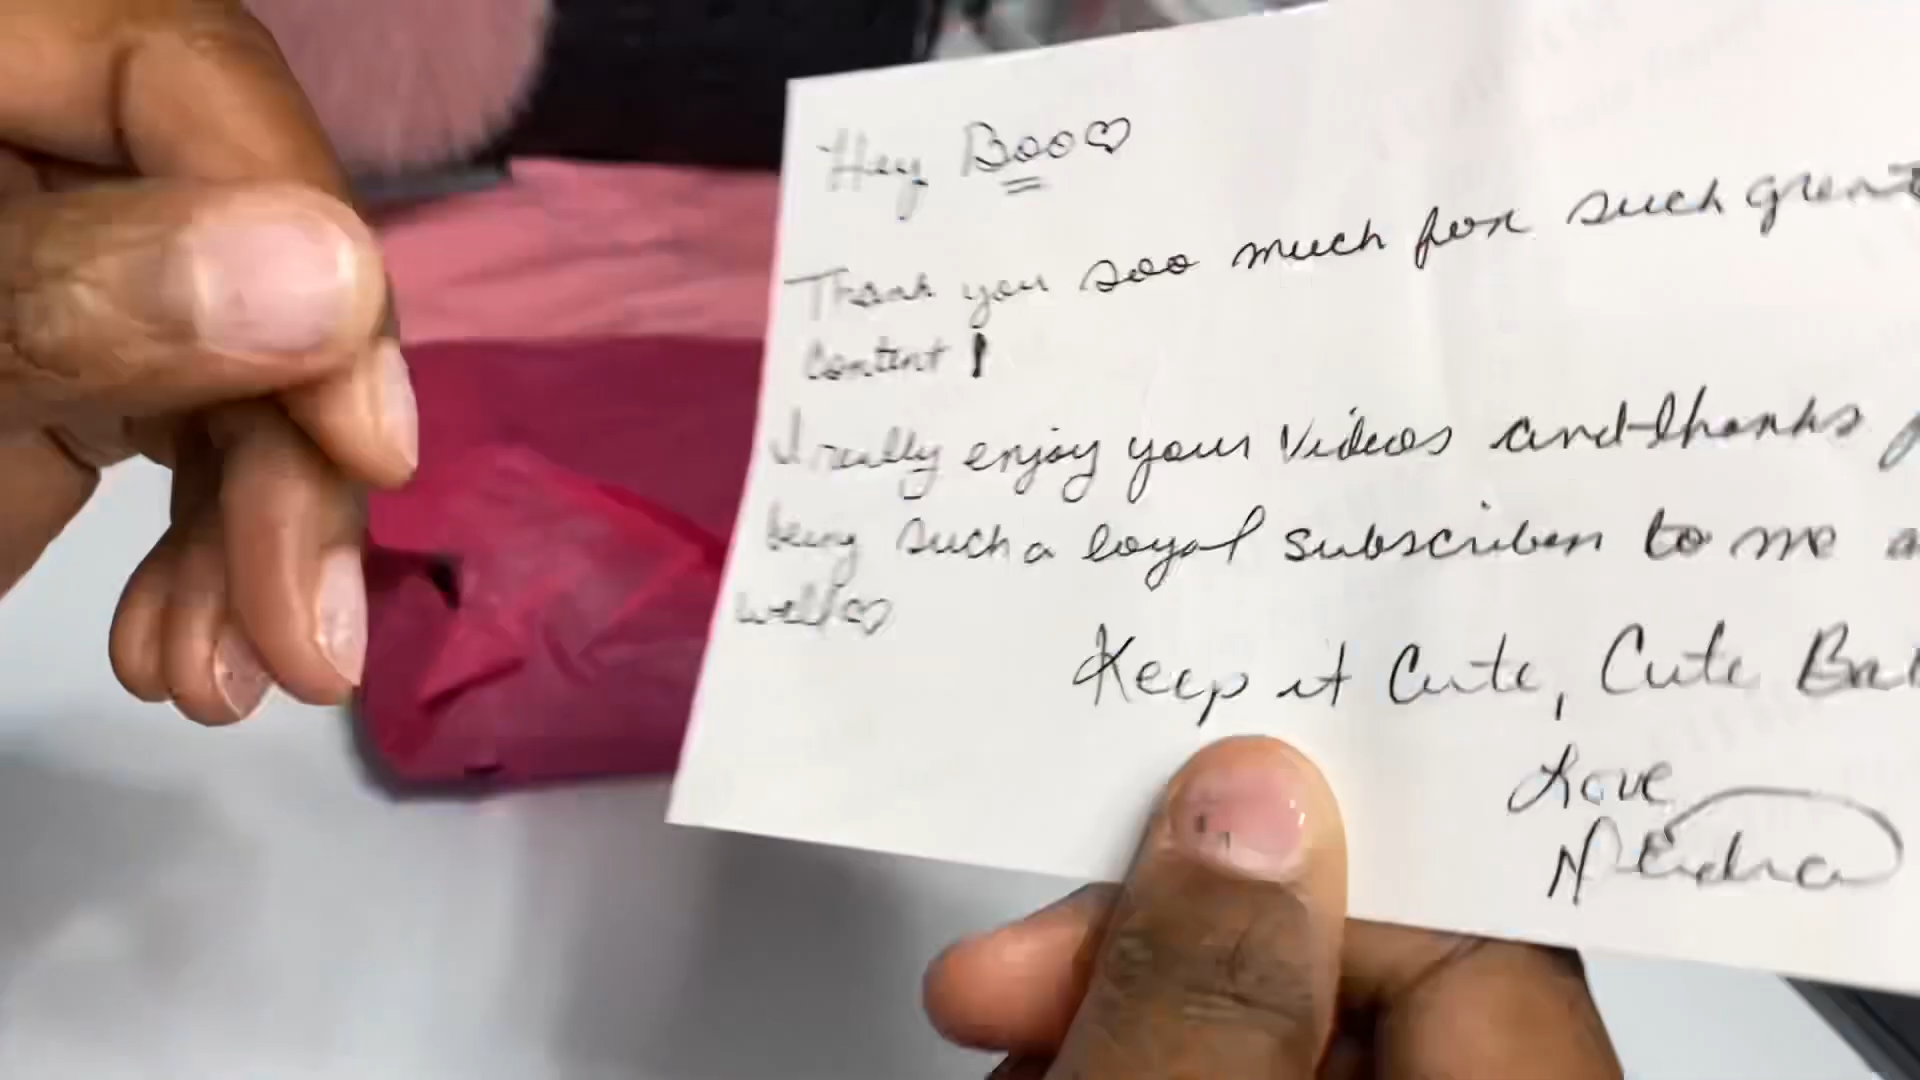 Hey Boo♡
Thank you soo much for such great
Content!
I really enjoy your Videos and thanks
being such a loyal subscriber to me
well♡
Keep it Cute, Cute
Love
N'Endra